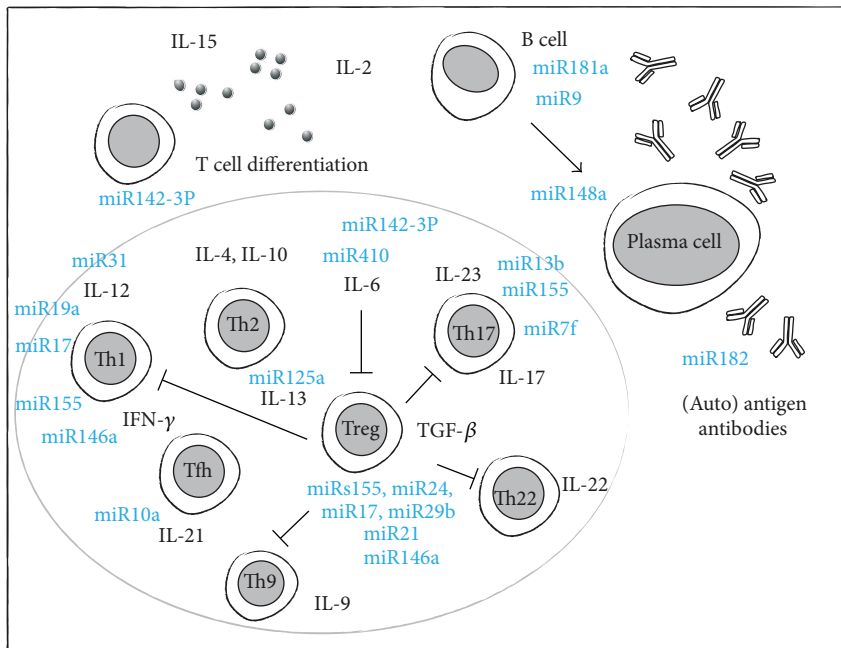 IL-15
IL-2
B cell
miR181a
miR9
T cell differentiation
miR142-3P
miR148a
Plasma cell
miR142-3P
miR410
IL-6
miR31
IL-12
miR19a
miR17
Th1
miR155
IFN-γ
miR146a
IL-4, IL-10
Th2
miR125a
IL-13
IL-23
miR13b
miR155
Th17
miR7f
IL-17
Treg
TGF-β
miRs155, miR24,
miR17, miR29b
miR21
miR146a
Th22
IL-22
Tfh
miR10a
IL-21
Th9
IL-9
miR182
(Auto) antigen
antibodies